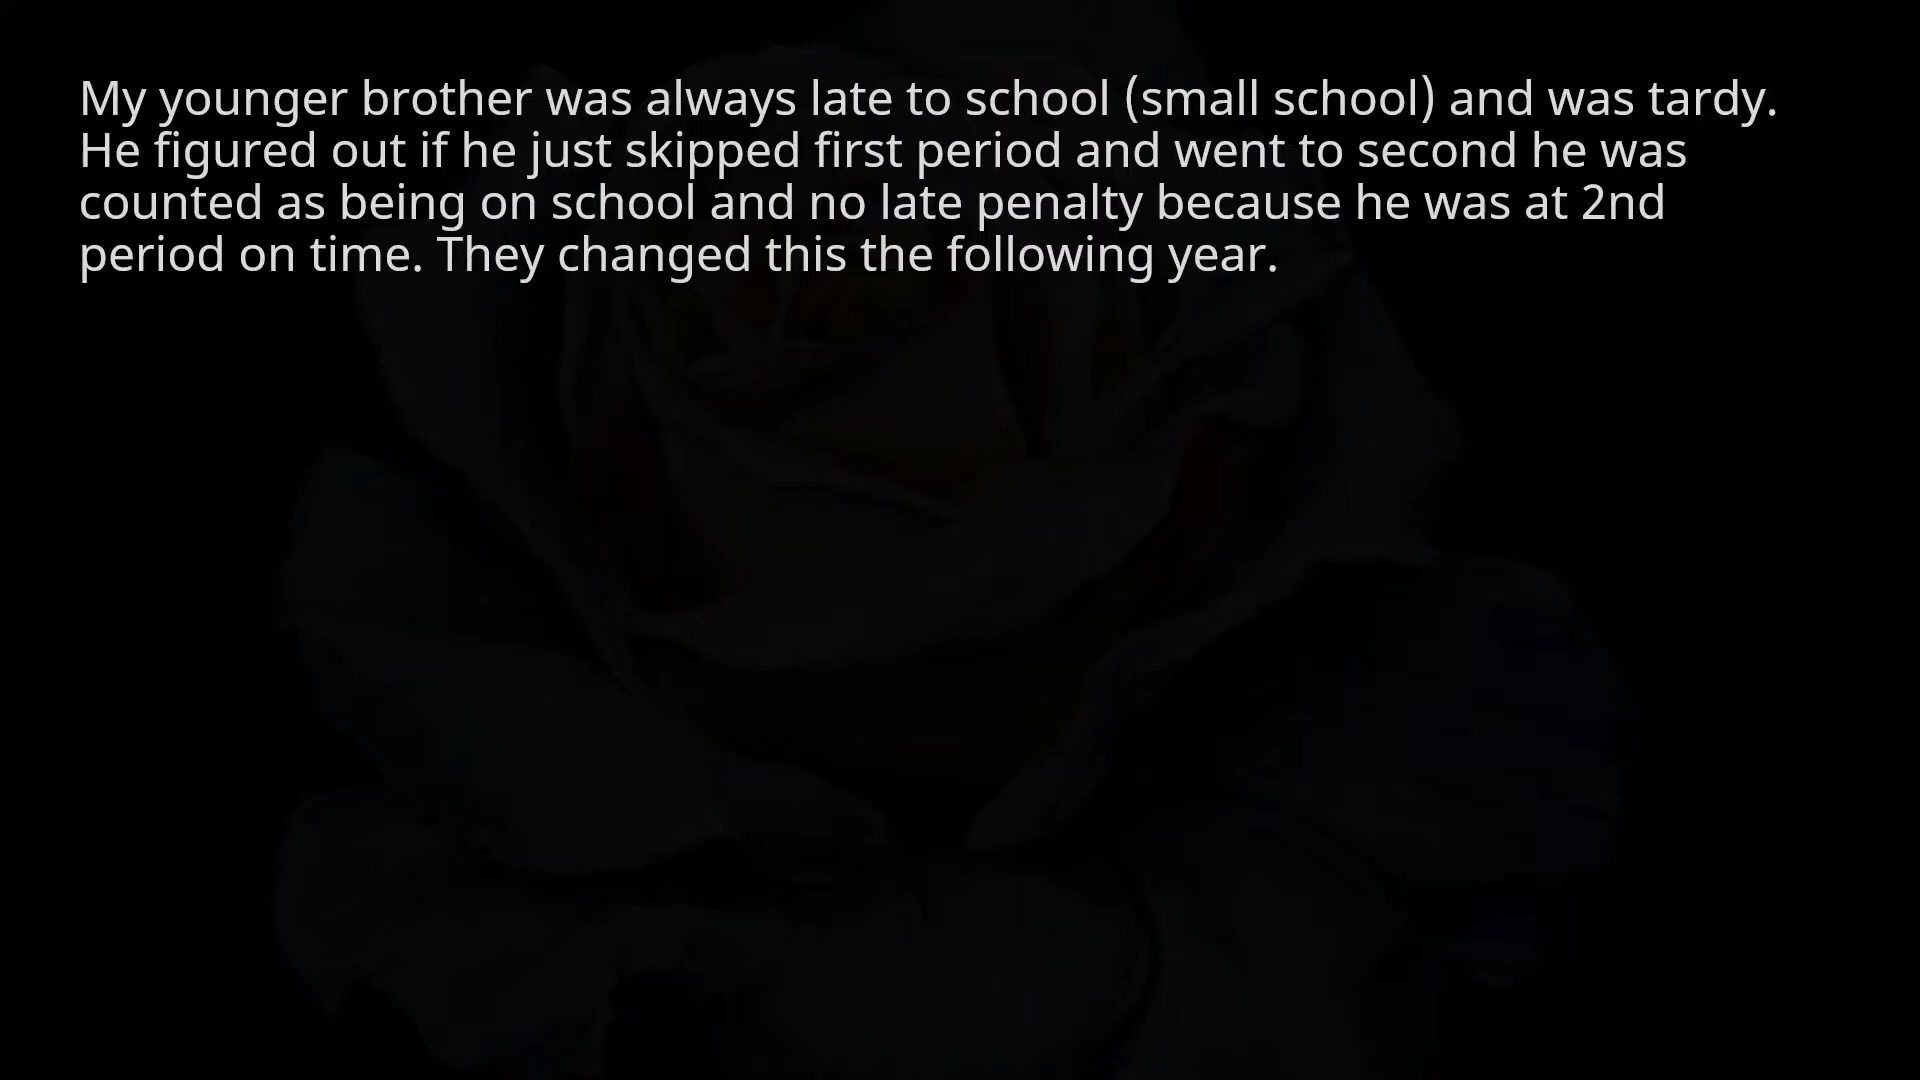 My younger brother was always late to school (small school) and was tardy.
He figured out if he just skipped first period and went to second he was
counted as being on school and no late penalty because he was at 2nd
period on time. They changed this the following year.